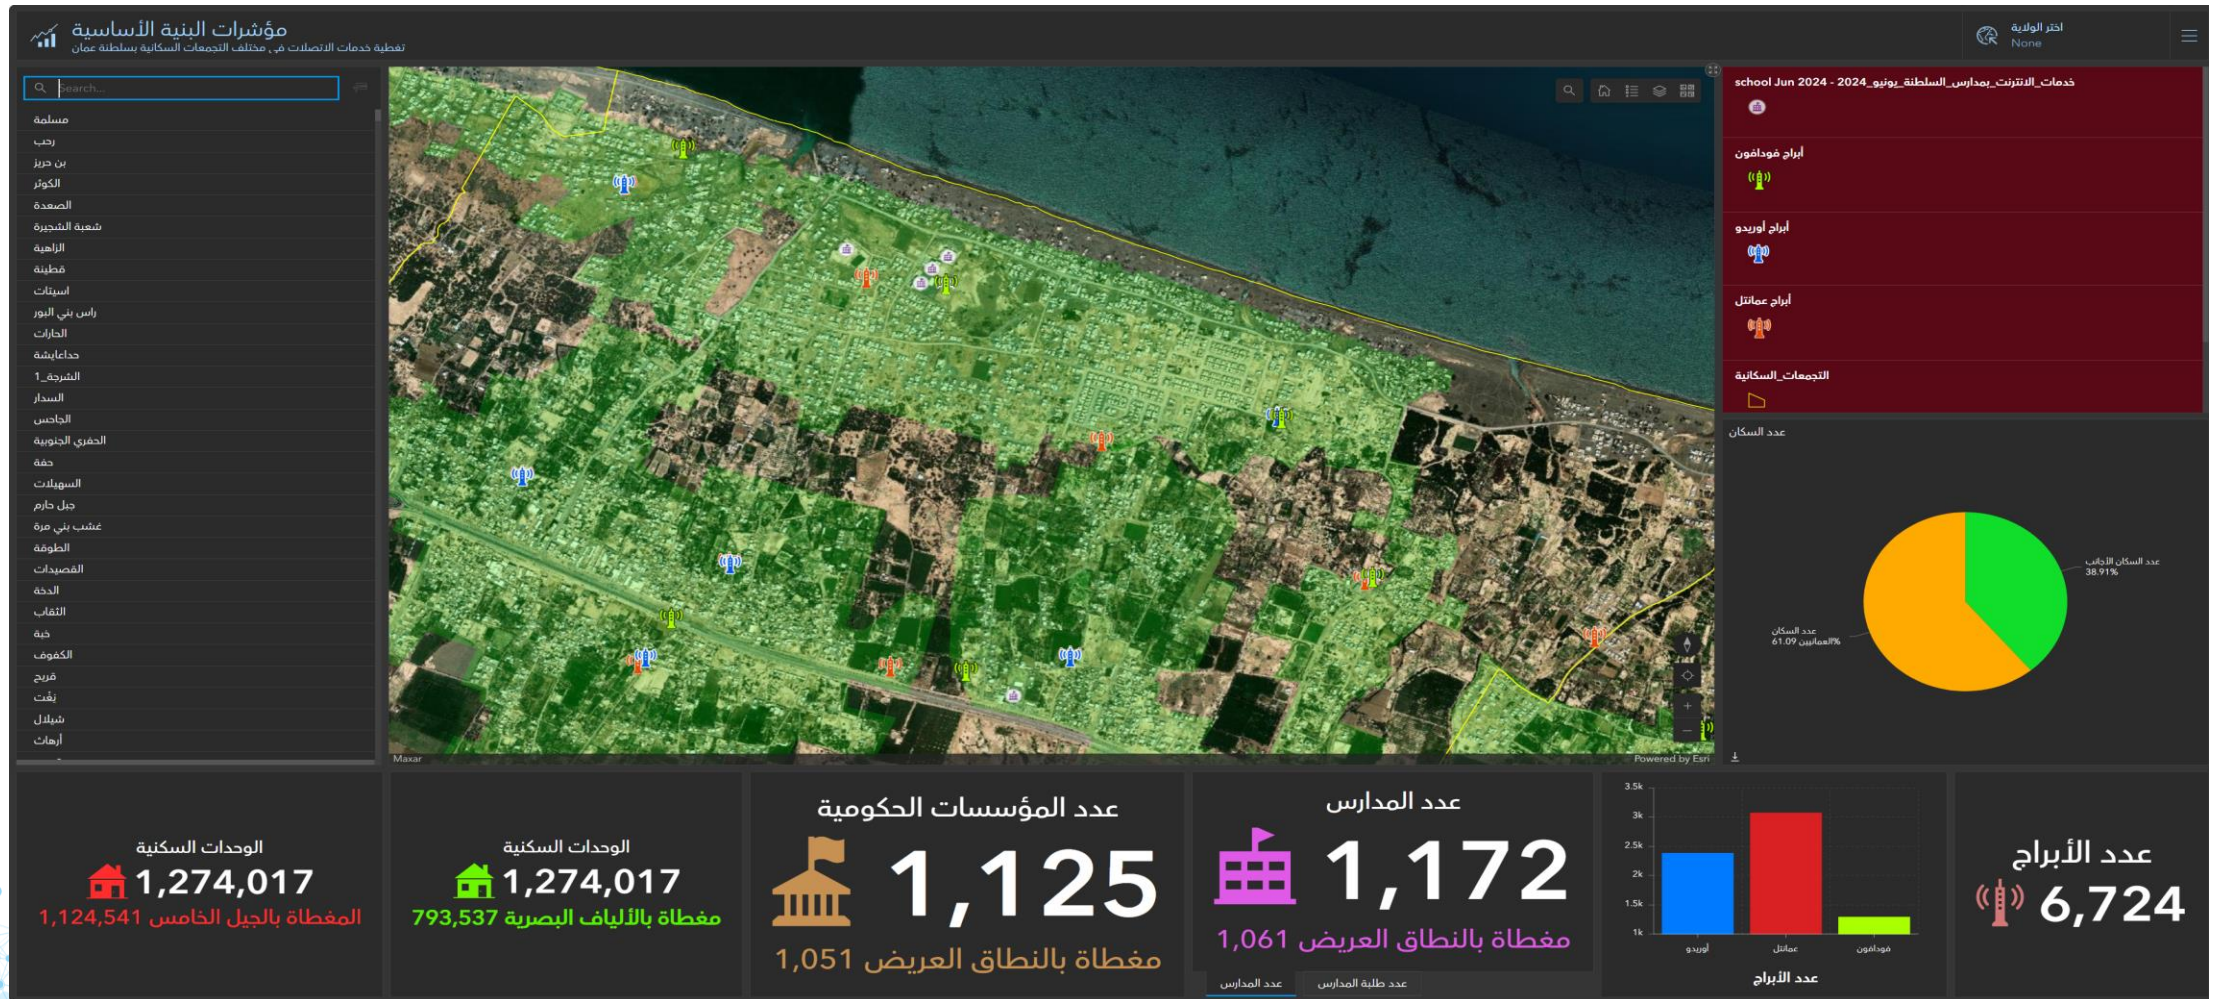 مؤشرات البنية الأساسية
تغطية خدمات الاتصلات في مختلف التجمعات السكانية بسلطنة عمان
اختر الولاية
None
Search...
مسلمة
رحب
بن حريز
الكوثر
الصعدة
شعبة الشجيرة
الزاهية
قطينة
اسيتات
راس بني البور
الحارات
حداعايشة
الشرجة_1
السدار
الجاحس
الحفري الجنوبية
حفة
السهيلات
جبل حارم
غشب بني مرة
الطوقة
القصيدات
الدخة
الثقاب
خبة
الكفوف
قريح
شيلال
أرهات
Maxar
Powered by Esri
خدمات_الانترنت_بمدارس_السلطنة_يونيو_2024 - school Jun 2024
أبراج فودافون
أبراج أوريدو
أبراج عمانتل
التجمعات_السكانية
عدد السكان
عدد السكان الأجانب
38.91%
عدد السكان
العمانيين 61.09%
الوحدات السكنية
1,274,017
المغطاة بالجيل الخامس 1,124,541
الوحدات السكنية
1,274,017
مغطاة بالألياف البصرية 793,537
عدد المؤسسات الحكومية
1,125
مغطاة بالنطاق العريض 1,051
عدد المدارس
1,172
مغطاة بالنطاق العريض 1,061
عدد المدارس
عدد طلبة المدارس
3.5k
3k
2.5k
2k
1.5k
1k
أوريدو
عمانتل
فودافون
عدد الأبراج
عدد الأبراج
6,724